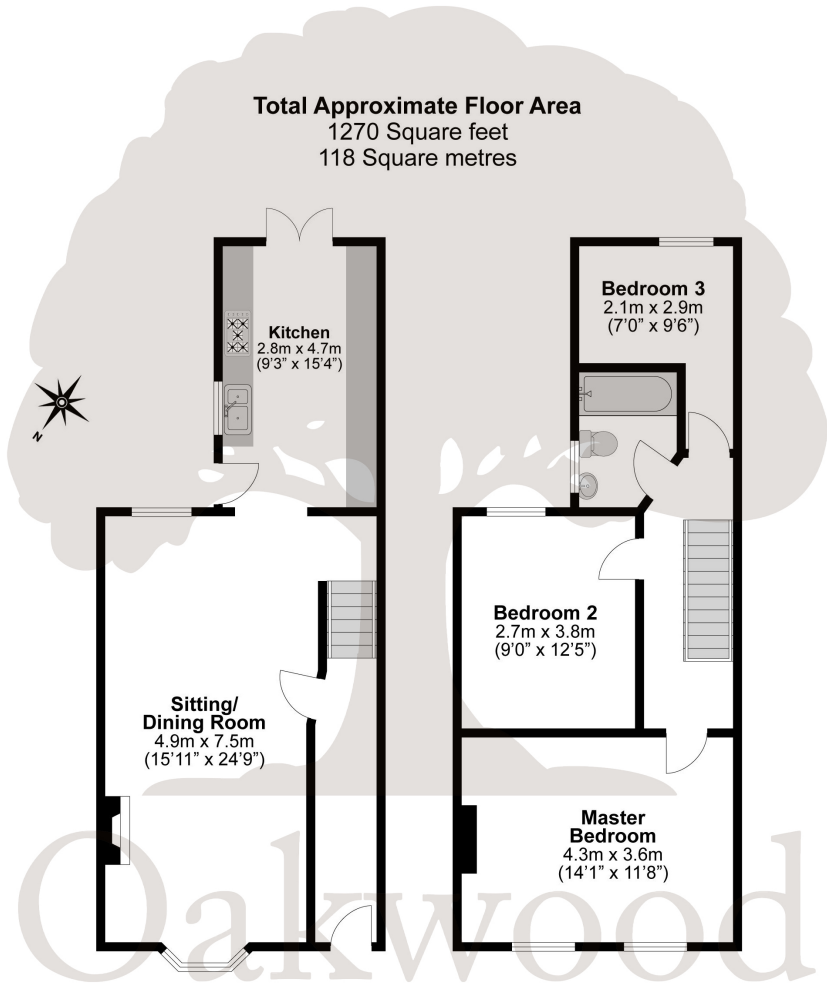 Total Approximate Floor Area
1270 Square feet
118 Square metres
Kitchen
2.8m x 4.7m
(9'3” x 15'4”)
Bedroom 3
2.1m x 2.9m
(7'0” x 9'6”)
N
Bedroom 2
2.7m x 3.8m
(9'0” x 12'5”)
Sitting/
Dining Room
4.9m x 7.5m
(15'11” x 24'9”)
Master
Bedroom
4.3m x 3.6m
(14'1” x 11'8”)
Oakwood